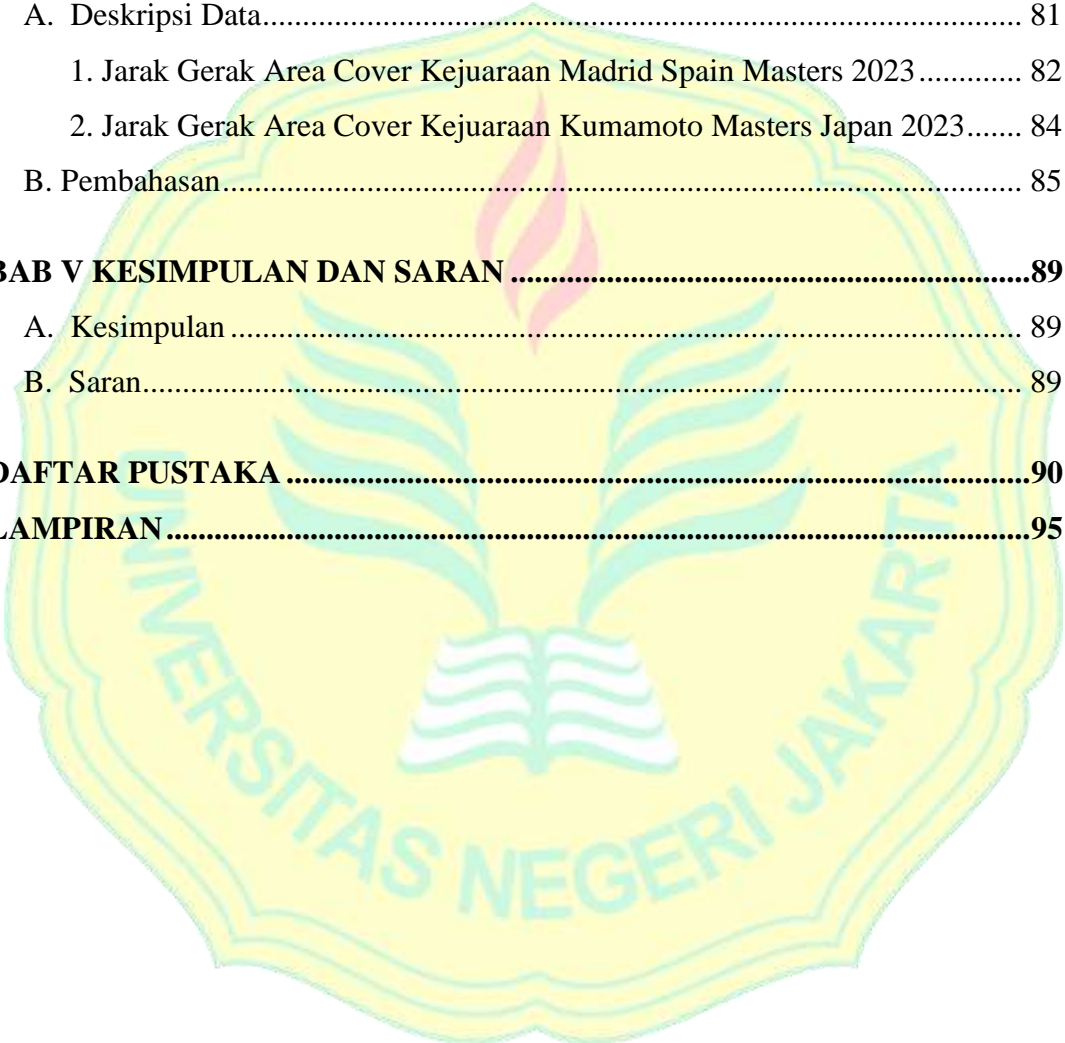 A. Deskripsi Data.................................................................................................... 81
1. Jarak Gerak Area Cover Kejuaraan Madrid Spain Masters 2023............. 82
2. Jarak Gerak Area Cover Kejuaraan Kumamoto Masters Japan 2023....... 84
B. Pembahasan......................................................................................................... 85
BAB V KESIMPULAN DAN SARAN ....................................................................89
A. Kesimpulan ........................................................................................................ 89
B. Saran................................................................................................................... 89
DAFTAR PUSTAKA ..................................................................................................90
LAMPIRAN.................................................................................................................95
UNIVERSITAS NEGERI JAKARTA